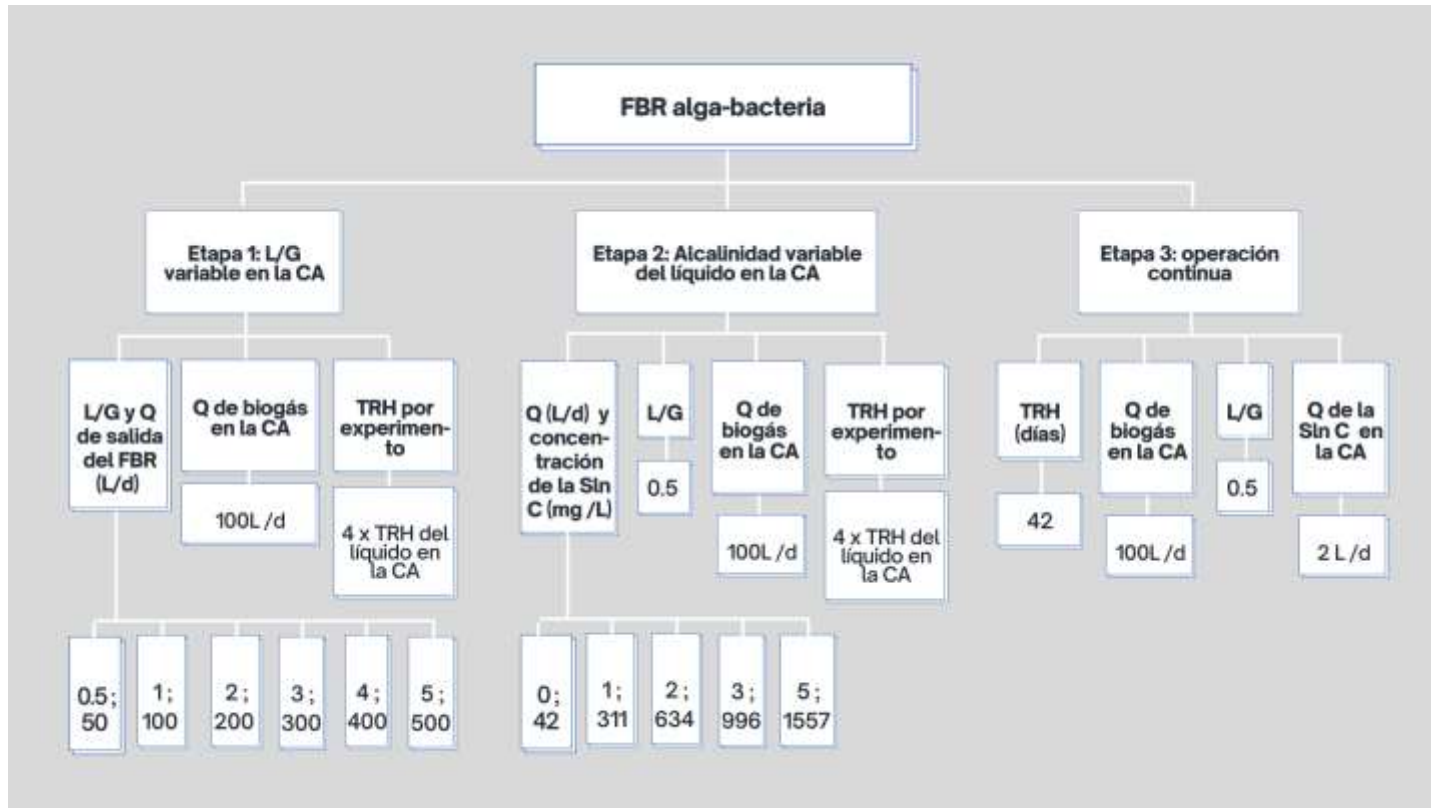 FBR alga-bacteria
Etapa 1: L/G
variable en la CA
Etapa 2: Alcalinidad variable
del líquido en la CA
Etapa 3: operación
continua
L/G y Q
de salida
del FBR
(L/d)
Q de biogás
en la CA
TRH por
experimen-
to
Q (L/d) y
concen-
tración
de la Sln
C (mg /L)
L/G
Q de
biogás
en la CA
TRH por
experimen-
to
TRH
(días)
Q de
biogás
en la CA
L/G
Q de la
Sln C en
la CA
100L /d
4 x TRH del
líquido en
la CA
0.5
100L /d
4 x TRH del
líquido en
la CA
42
100L /d
0.5
2 L /d
0.5 ;
50
1 ;
100
2 ;
200
3 ;
300
4 ;
400
5 ;
500
0 ;
42
1 ;
311
2 ;
634
3 ;
996
5 ;
1557